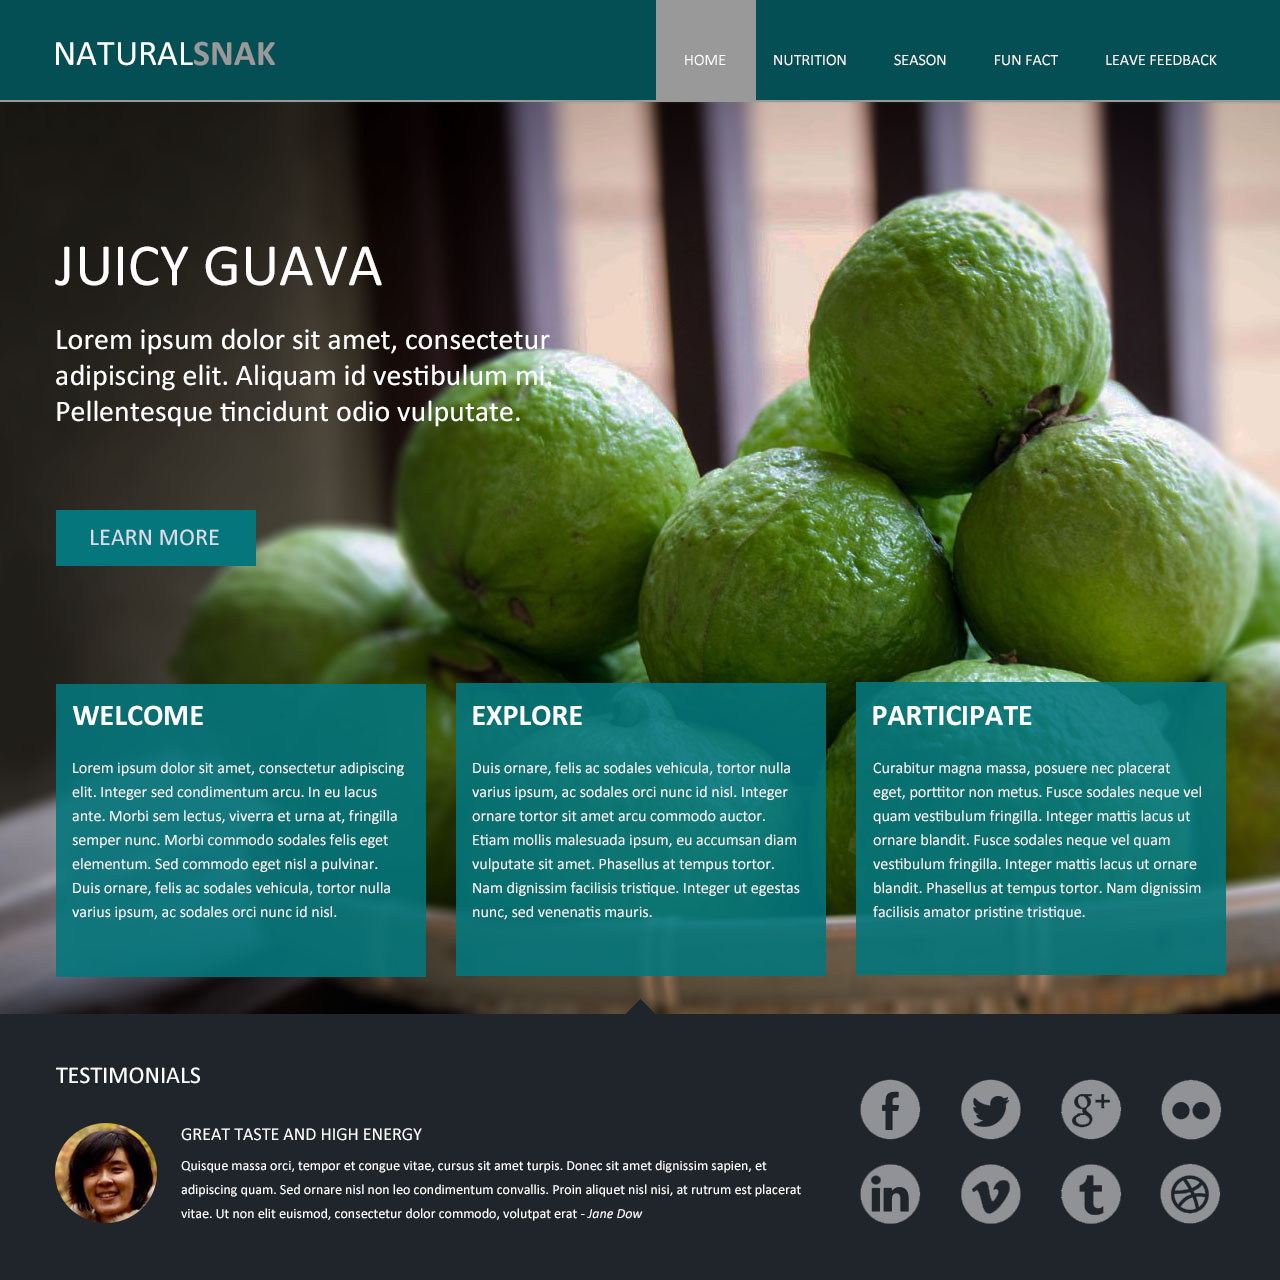 NATURALSNAK
HOME NUTRITION SEASON FUN FACT LEAVE FEEDBACK
JUICY GUAVA
Lorem ipsum dolor sit amet, consectetur
adipiscing elit. Aliquam id vestibulum mi.
Pellentesque tincidunt odio vulputate.
LEARN MORE
WELCOME
Lorem ipsum dolor sit amet, consectetur adipiscing
elit. Integer sed condimentum arcu. In eu lacus
ante. Morbi sem lectus, viverra et urna at, fringilla
semper nunc. Morbi commodo sodales felis eget
elementum. Sed commodo eget nisl a pulvinar.
Duis ornare, felis ac sodales vehicula, tortor nulla
varius ipsum, ac sodales orci nunc id nisl.
EXPLORE
Duis ornare, felis ac sodales vehicula, tortor nulla
varius ipsum, ac sodales orci nunc id nisl. Integer
ornare tortor sit amet arcu commodo auctor.
Etiam mollis malesuada ipsum, eu accumsan diam
vulputate sit amet. Phasellus at tempus tortor.
Nam dignissim facilisis tristique. Integer ut egestas
nunc, sed venenatis mauris.
PARTICIPATE
Curabitur magna massa, posuere nec placerat
eget, porttitor non metus. Fusce sodales neque vel
quam vestibulum fringilla. Integer mattis lacus ut
ornare blandit. Fusce sodales neque vel quam
vestibulum fringilla. Integer mattis lacus ut ornare
blandit. Phasellus at tempus tortor. Nam dignissim
facilisis amator pristine tristique.
TESTIMONIALS
GREAT TASTE AND HIGH ENERGY
Quisque massa orci, tempor et congue vitae, cursus sit amet turpis. Donec sit amet dignissim sapien, et
adipiscing quam. Sed ornare nisl non leo condimentum convallis. Proin aliquet nisl nisi, at rutrum est placerat
vitae. Ut non elit euismod, consectetur dolor commodo, volutpat erat - Jane Dow
f g+
in t